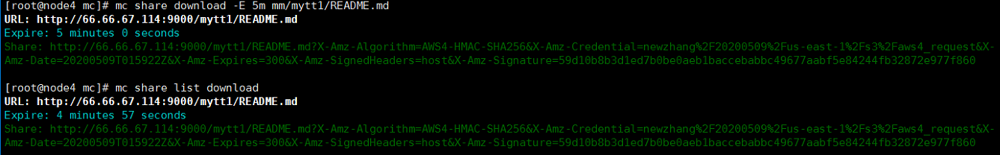 [root@node4 mc]# mc share download -E 5m mm/mytt1/README.md
URL: http://66.66.67.114:9000/mytt1/README.md
Expire: 5 minutes 0 seconds
Share: http://66.66.67.114:9000/mytt1/README.md?X-Amz-Algorithm=AWS4-HMAC-SHA256&X-Amz-Credential=newzhang%2F20200509%2Fus-east-1%2Fs3%2Faws4_request&X-
Amz-Date=20200509T015922Z&X-Amz-Expires=300&X-Amz-SignedHeaders=host&X-Amz-Signature=59d10b8b3d1ed7b0be0aeb1baccebabbc49677aabf5e84244fb32872e977f860
[root@node4 mc]# mc share list download
URL: http://66.66.67.114:9000/mytt1/README.md
Expire: 4 minutes 57 seconds
Share: http://66.66.67.114:9000/mytt1/README.md?X-Amz-Algorithm=AWS4-HMAC-SHA256&X-Amz-Credential=newzhang%2F20200509%2Fus-east-1%2Fs3%2Faws4_request&X-
Amz-Date=20200509T015922Z&X-Amz-Expires=300&X-Amz-SignedHeaders=host&X-Amz-Signature=59d10b8b3d1ed7b0be0aeb1baccebabbc49677aabf5e84244fb32872e977f860